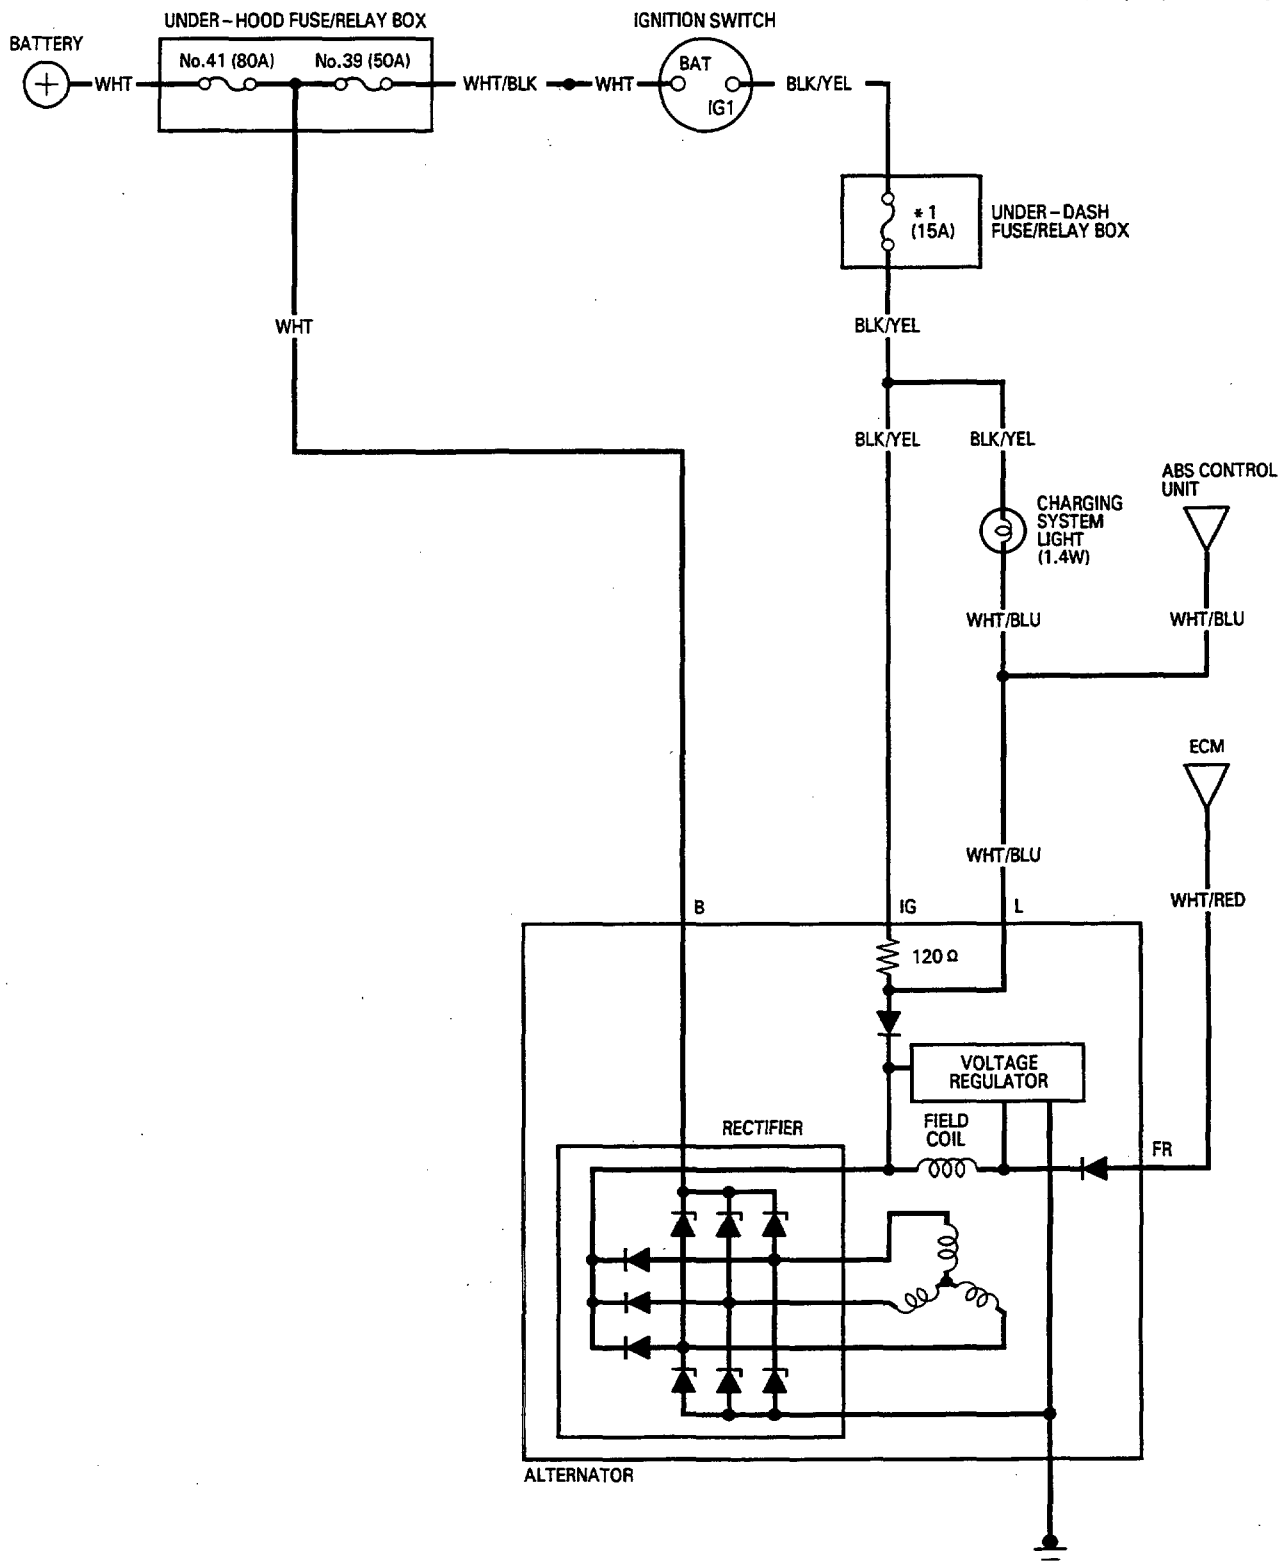 UNDER-HOOD FUSE/RELAY BOX
IGNITION SWITCH
BATTERY
No.41 (80A)
No.39 (50A)
BAT
IG1
+
WHT
WHT/BLK
WHT
BLK/YEL
*1
(15A)
UNDER-DASH
FUSE/RELAY BOX
WHT
BLK/YEL
BLK/YEL
BLK/YEL
ABS CONTROL
UNIT
CHARGING
SYSTEM
LIGHT
(1.4W)
WHT/BLU
WHT/BLU
ECM
WHT/BLU
WHT/RED
B
IG
L
120 Ω
VOLTAGE
REGULATOR
FIELD
COIL
RECTIFIER
FR
ALTERNATOR